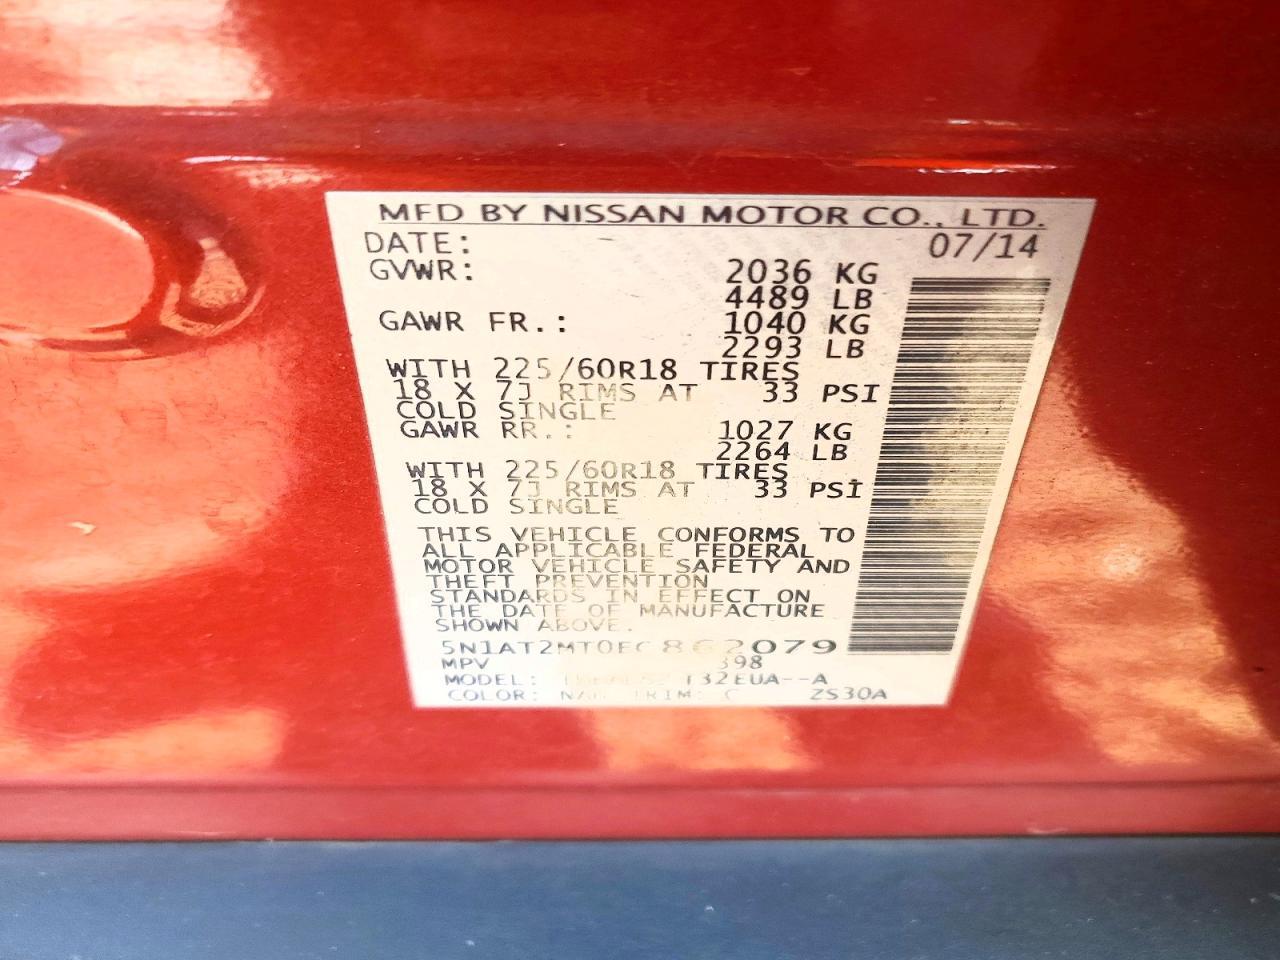 MFD BY NISSAN MOTOR CO., LTD.
DATE: 07/14
GVWR: 2036 KG
4489 LB
GAWR FR.: 1040 KG
2293 LB
WITH 225/60R18 TIRES
18 X 7J RIMS AT 33 PSI
COLD SINGLE
GAWR RR.: 1027 KG
2264 LB
WITH 225/60R18 TIRES
18 X 7J RIMS AT 33 PSI
COLD SINGLE
THIS VEHICLE CONFORMS TO
ALL APPLICABLE FEDERAL
MOTOR VEHICLE SAFETY AND
THEFT PREVENTION
STANDARDS IN EFFECT ON
THE DATE OF MANUFACTURE
SHOWN ABOVE.
5N1AT2MT0EC862079
MPV
MODEL:
COLOR: TRIM: C ZS30A